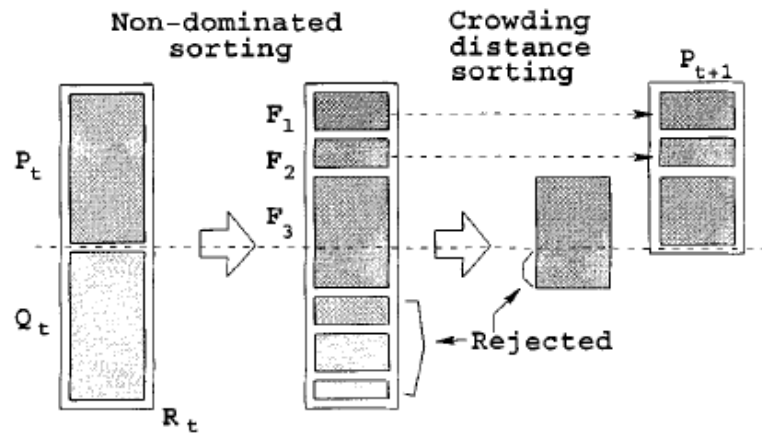 Non-dominated
sorting
Crowding
distance
sorting
P t+1
F 1
F 2
F 3
P t
Q t
R t
Rejected